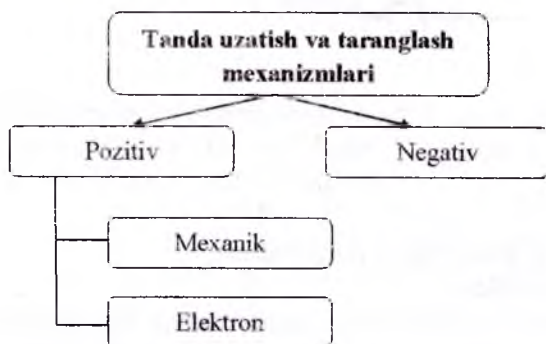 Tanda uzatish va taranglash
mexanizmlari
Pozitiv
Negativ
Mexanik
Elektron